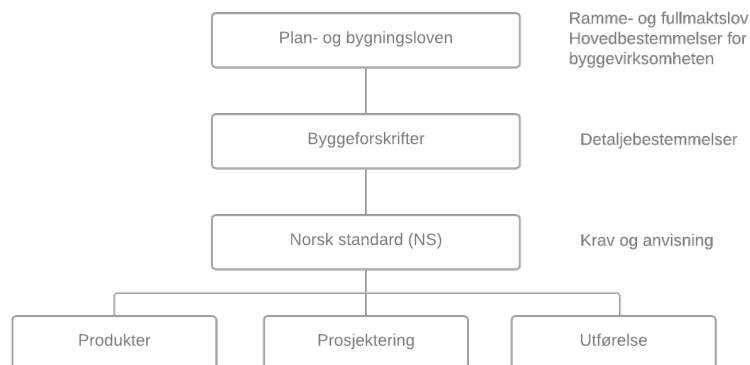 Plan- og bygningsloven
Ramme- og fullmaktslov
Hovedbestemmelser for
byggevirksomheten
Byggeforskrifter
Detaljebestemmelser
Norsk standard (NS)
Krav og anvisning
Produkter
Prosjektering
Utførelse